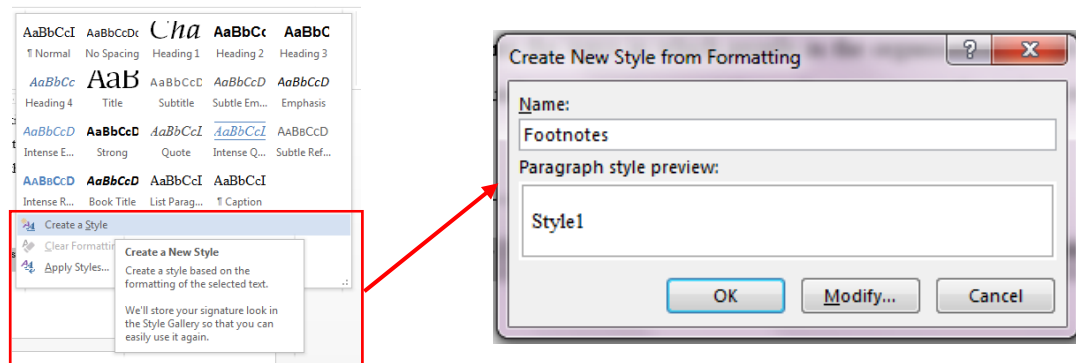 AaBbCcI AaBbCcDc Cha AaBbCc AaBbC
¶ Normal No Spacing Heading 1 Heading 2 Heading 3
AaBbCc AaB AaBbCcD AaBbCcD AaBbCcD
Heading 4 Title Subtitle Subtle Em... Emphasis
AaBbCcD AaBbCcD AaBbCcI AaBbCcI AABBCCD
Intense E... Strong Quote Intense Q... Subtle Ref...
AABBCCD AaBbCcD AaBbCcI AaBbCcI
Intense R... Book Title List Parag... ¶ Caption
Create a Style
Clear Formattin
Apply Styles...
Create a New Style
Create a style based on the
formatting of the selected text.
We'll store your signature look in
the Style Gallery so that you can
easily use it again.
Create New Style from Formatting
?
X
Name:
Footnotes
Paragraph style preview:
Style1
OK Modify... Cancel